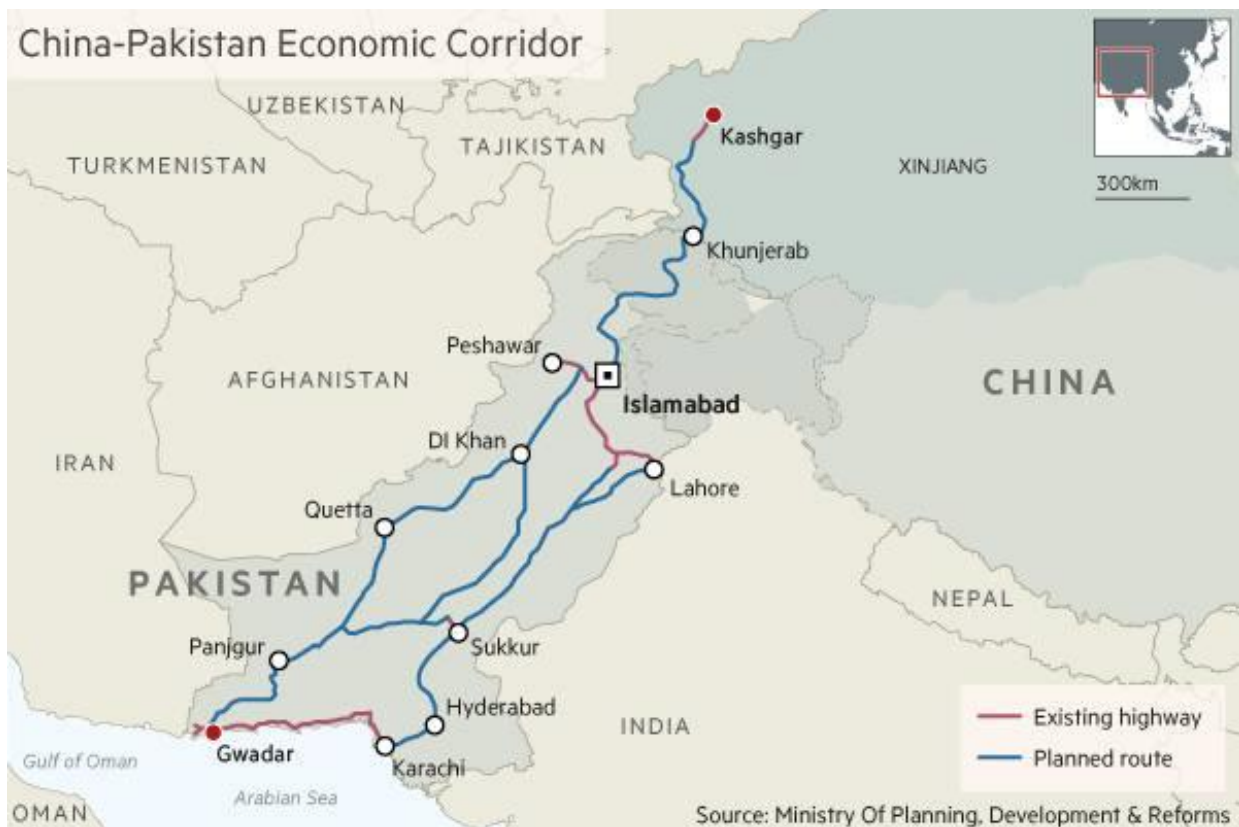 China-Pakistan Economic Corridor
UZBEKISTAN
TURKMENISTAN
TAJIKISTAN
Kashgar
XINJIANG
300km
Khunjerab
Peshawar
AFGHANISTAN
Islamabad
CHINA
DI Khan
IRAN
Lahore
Quetta
PAKISTAN
NEPAL
Panjgur
Sukkur
Hyderabad
INDIA
Existing highway
Gwadar
Karachi
Planned route
Gulf of Oman
Arabian Sea
OMAN
Source: Ministry Of Planning, Development & Reforms